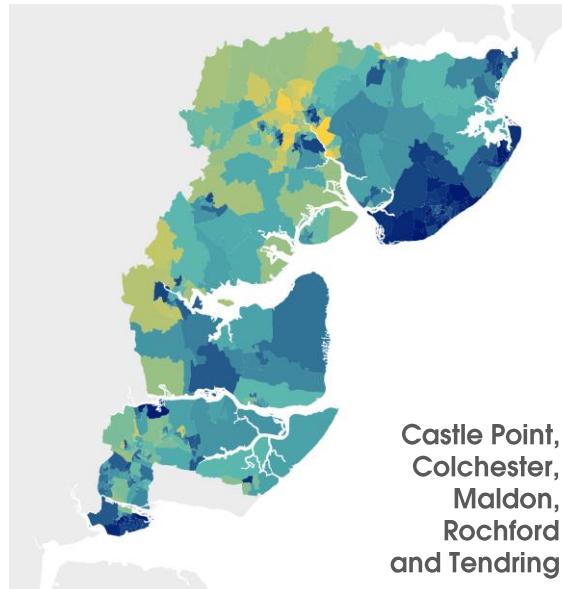 Castle Point,
Colchester,
Maldon,
Rochford
and Tendring